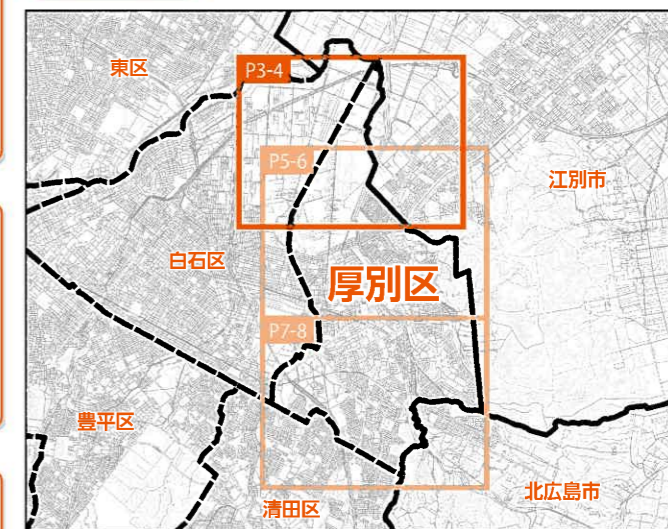 東区
P3-4
P5-6
江別市
白石区
厚別区
P7-8
豊平区
清田区
北広島市